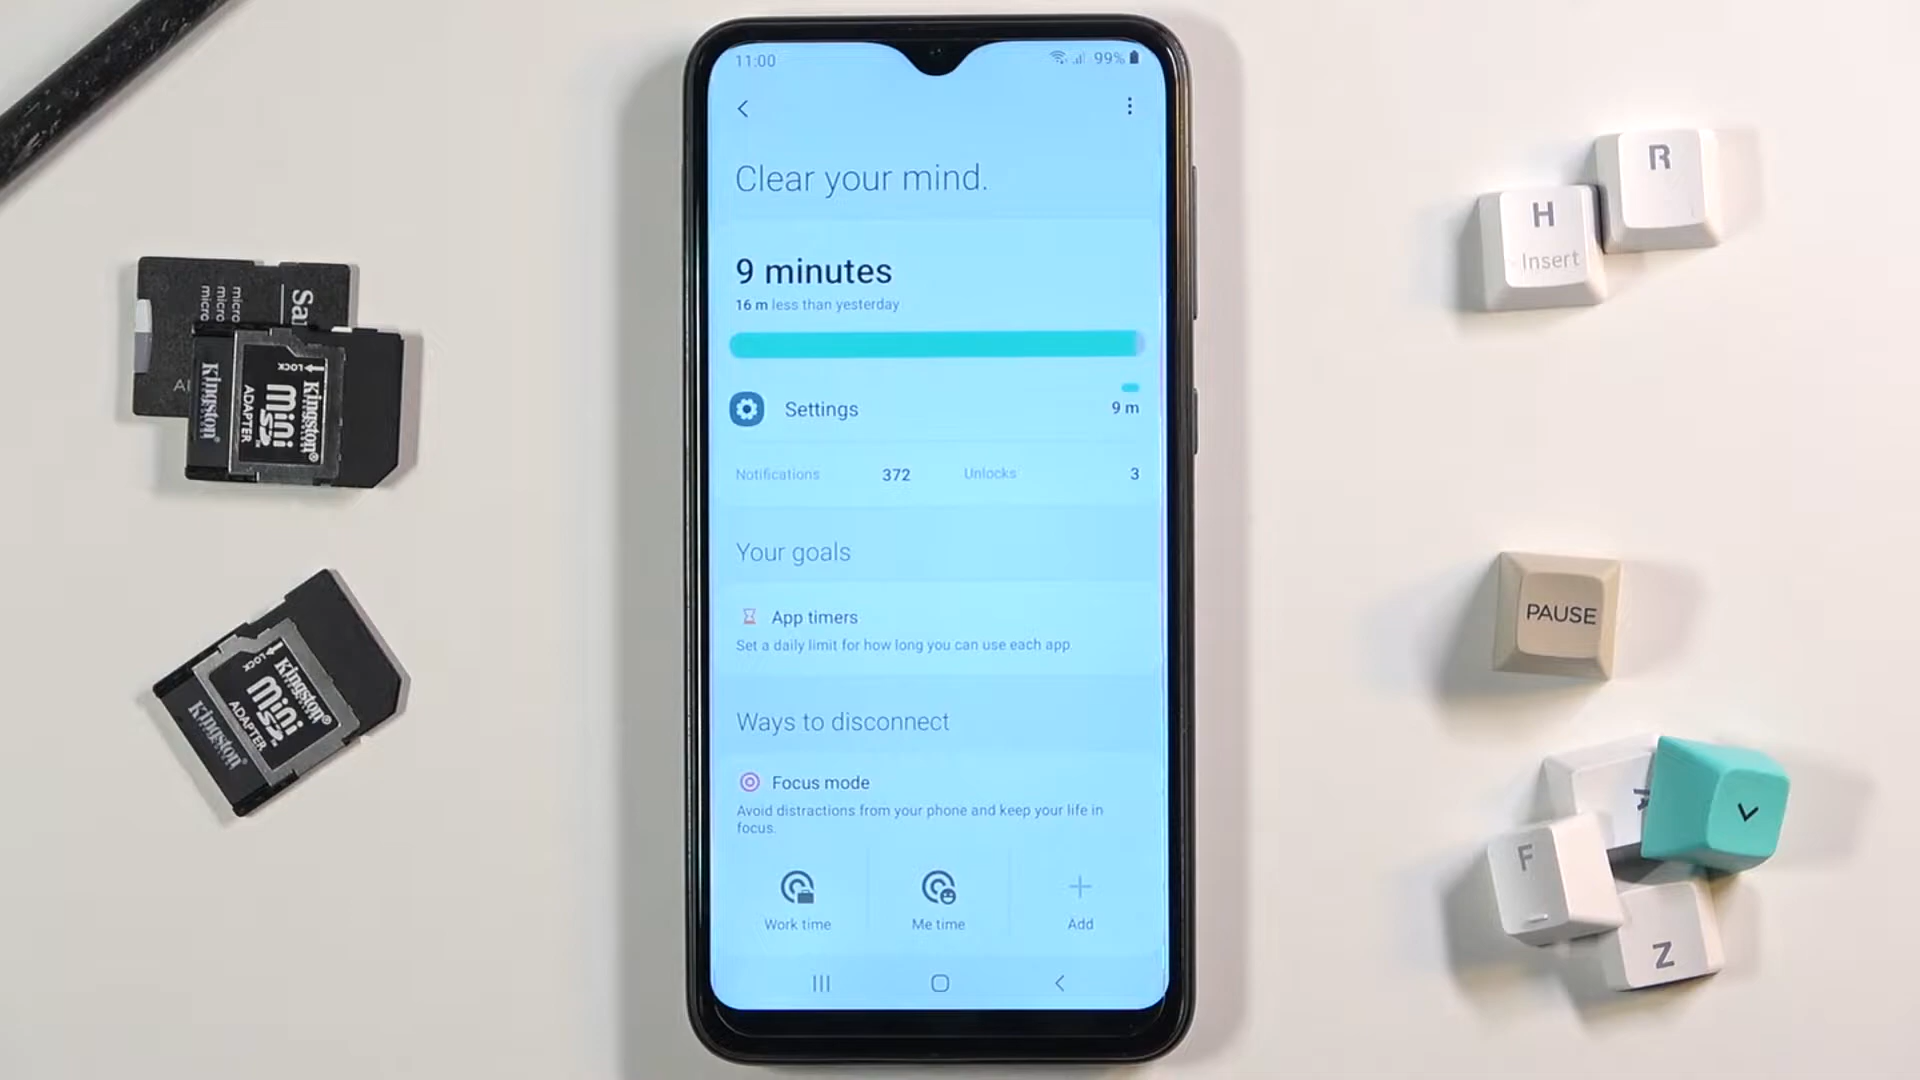 11:00
99%
Clear your mind.
9 minutes
16 m less than yesterday
Settings
9 m
Notifications 372 Unlocks 3
Your goals
App timers
Set a daily limit for how long you can use each app.
Ways to disconnect
Focus mode
Avoid distractions from your phone and keep your life in
focus.
Work time
Me time
Add
micro
micro
micro
LOCK
Kingston®
mini
SD
ADAPTER
Kingston®
LOCK
Kingston®
mini
SD
ADAPTER
Kingston®
R
H
Insert
PAUSE
A
F
Z